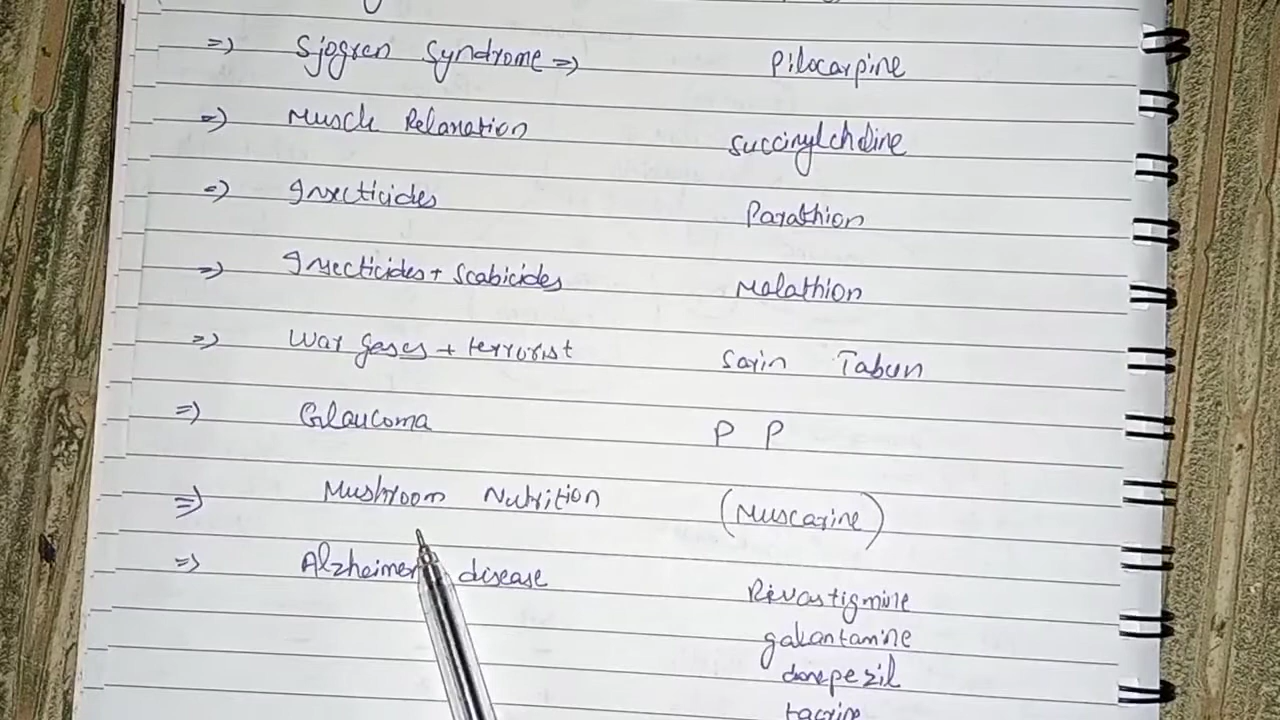 => Sjogren Syndrome => Pilocarpine
=> Muscle Relaxation Succinylcholine
=> Insecticides Parathion
=> Insecticides + Scabicides Malathion
=> War gases + terrorist Sarin Tabun
=> Glaucoma P P
=> Mushroom Nutrition (Muscarine)
=> Alzheimer disease Rivastigmine
galantamine
donepezil
tacrine